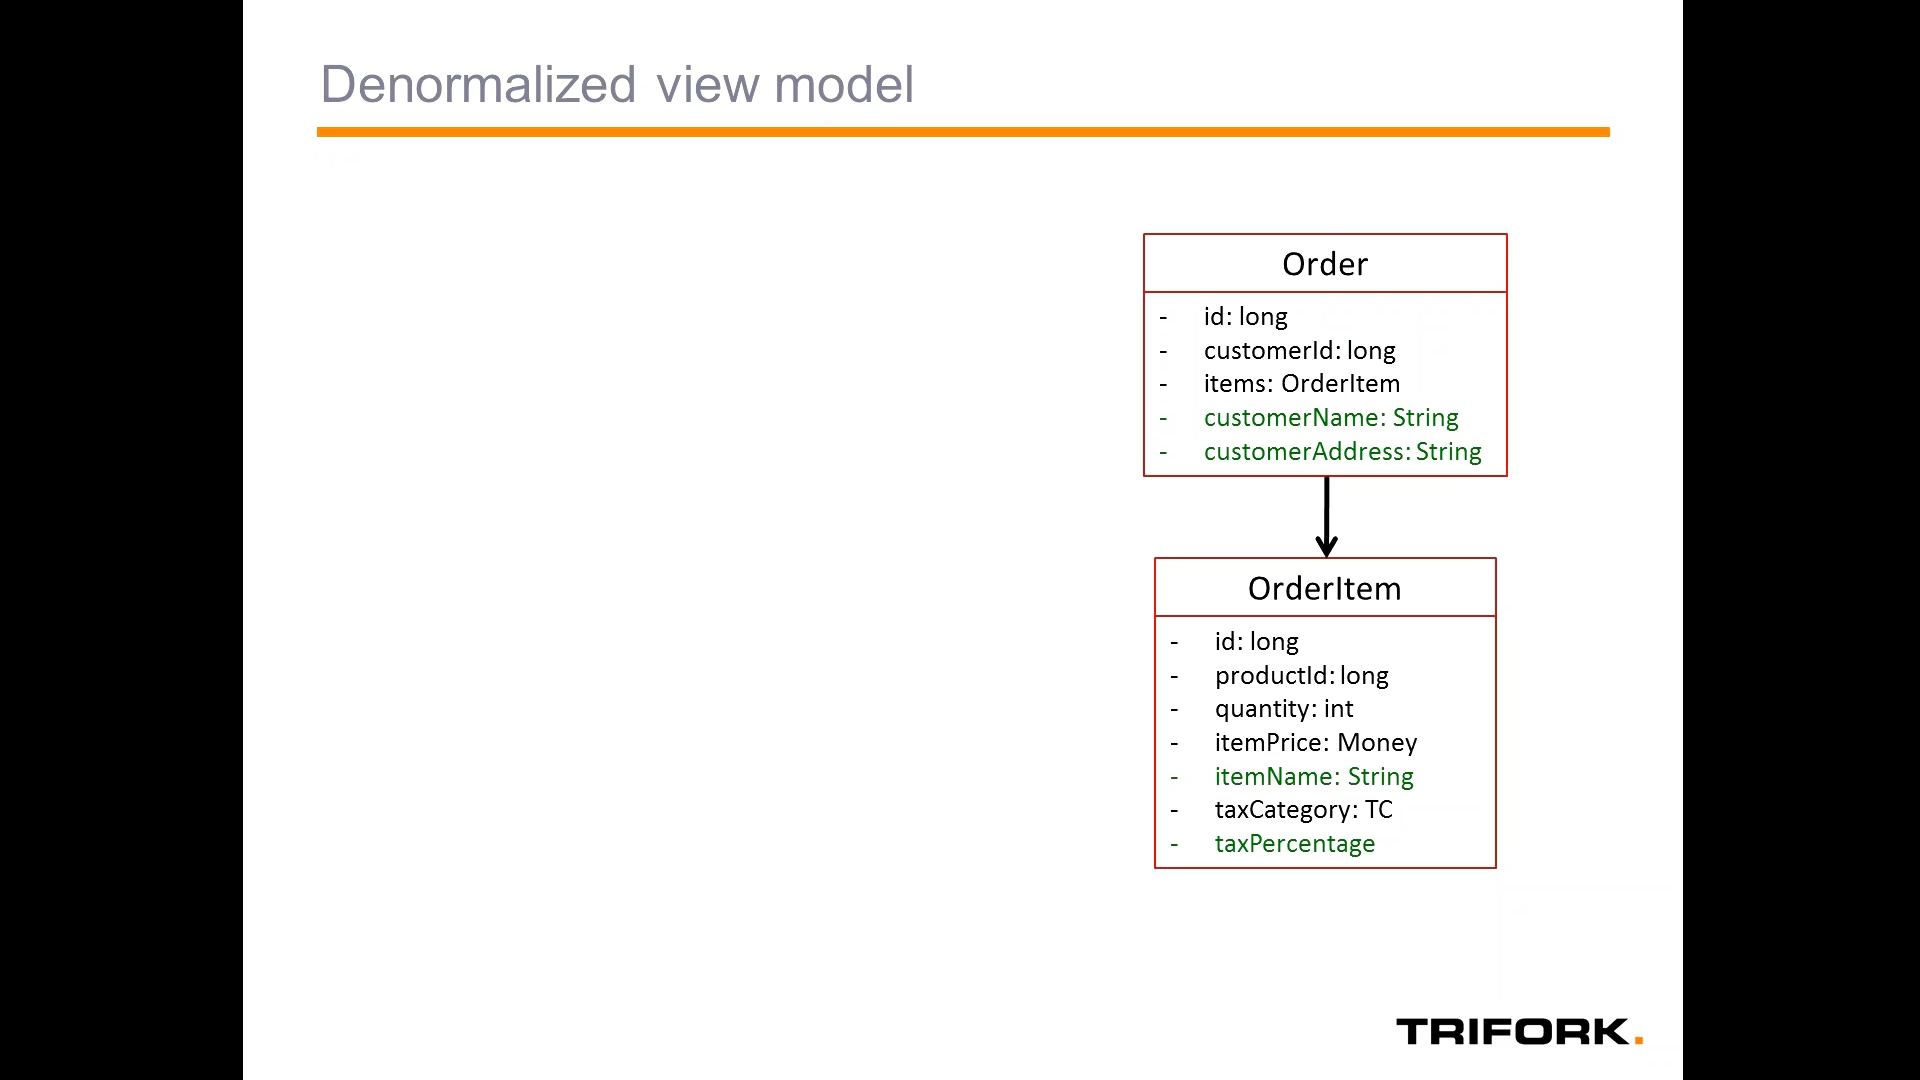 Denormalized view model
Order
- id: long
- customerId: long
- items: OrderItem
- customerName: String
- customerAddress: String
OrderItem
- id: long
- productId: long
- quantity: int
- itemPrice: Money
- itemName: String
- taxCategory: TC
- taxPercentage
TRIFORK.